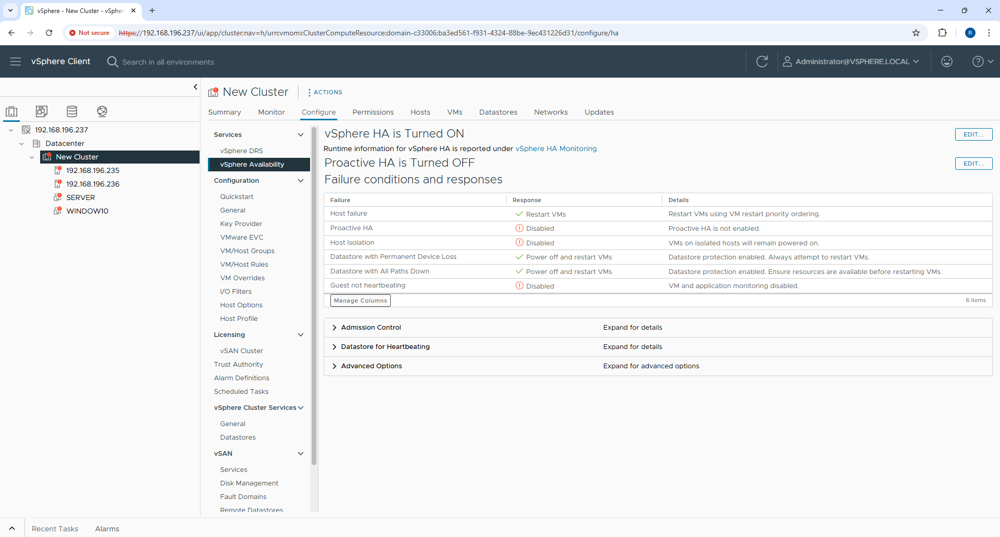 vSphere - New Cluster - vSpher
Not secure
https://192.168.196.237/ui/app/cluster;nav=h/urn:vmomi:ClusterComputeResource:domain-c33006:ba3ed561-f931-4324-88be-9ec431226d31/configure/ha
R
vSphere Client
Search in all environments
Administrator@VSPHERE.LOCAL
192.168.196.237
Datacenter
New Cluster
192.168.196.235
192.168.196.236
SERVER
WINDOW10
New Cluster
ACTIONS
Summary Monitor Configure Permissions Hosts VMs Datastores Networks Updates
Services
vSphere DRS
vSphere Availability
Configuration
Quickstart
General
Key Provider
VMware EVC
VM/Host Groups
VM/Host Rules
VM Overrides
I/O Filters
Host Options
Host Profile
Licensing
vSAN Cluster
Trust Authority
Alarm Definitions
Scheduled Tasks
vSphere Cluster Services
General
Datastores
vSAN
Services
Disk Management
Fault Domains
Remote Datastores
vSphere HA is Turned ON
EDIT...
Runtime information for vSphere HA is reported under vSphere HA Monitoring
Proactive HA is Turned OFF
EDIT...
Failure conditions and responses
Failure Response Details
Host failure Restart VMs Restart VMs using VM restart priority ordering.
Proactive HA Disabled Proactive HA is not enabled.
Host Isolation Disabled VMs on isolated hosts will remain powered on.
Datastore with Permanent Device Loss Power off and restart VMs Datastore protection enabled. Always attempt to restart VMs.
Datastore with All Paths Down Power off and restart VMs Datastore protection enabled. Ensure resources are available before restarting VMs.
Guest not heartbeating Disabled VM and application monitoring disabled.
Manage Columns 6 items
Admission Control Expand for details
Datastore for Heartbeating Expand for details
Advanced Options Expand for advanced options
Recent Tasks Alarms